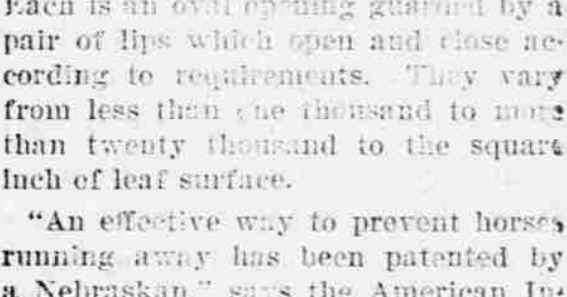 Each is an oval opening guarded by a
pair of lips which open and close ac-
cording to requirements. They vary
from less than one thousand to more
than twenty thousand to the square
inch of leaf surface.
"An effective way to prevent horses
running away has been patented by
a Nebraskan," says the American In-